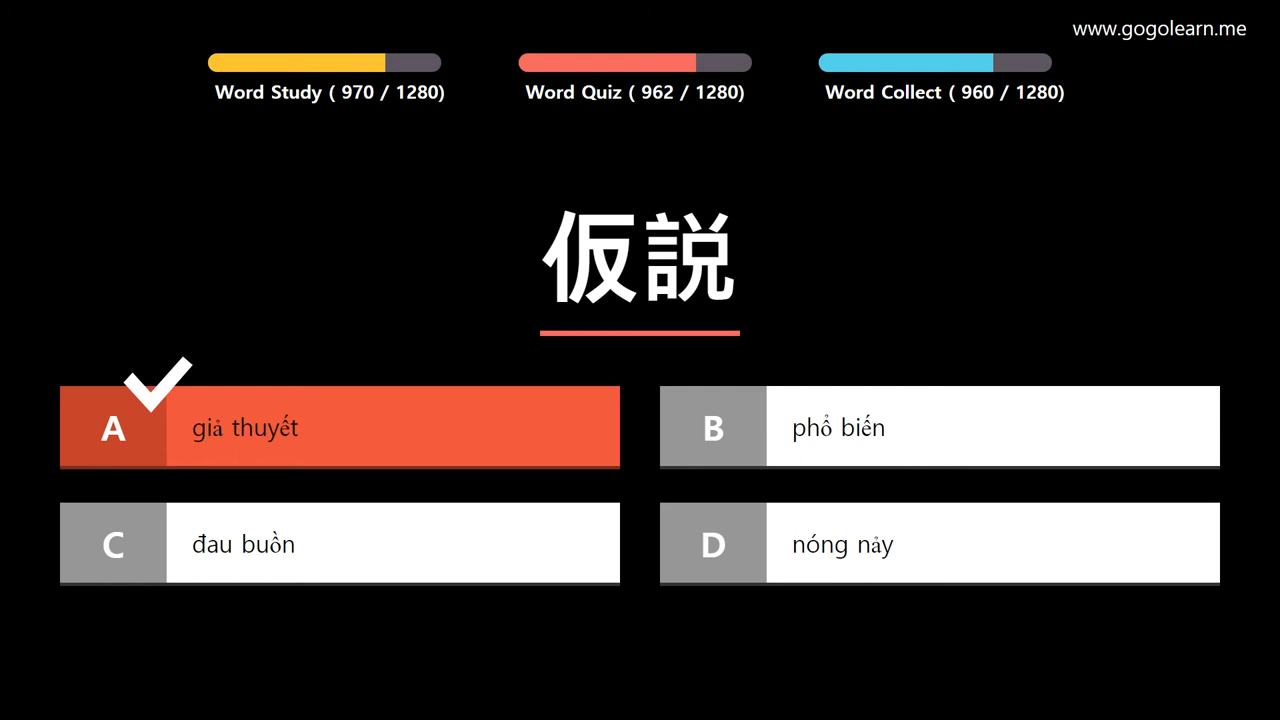 www.gogolearn.me
Word Study ( 970 / 1280)
Word Quiz ( 962 / 1280)
Word Collect ( 960 / 1280)
仮説
A giả thuyết
B phổ biến
C đau buồn
D nóng nảy